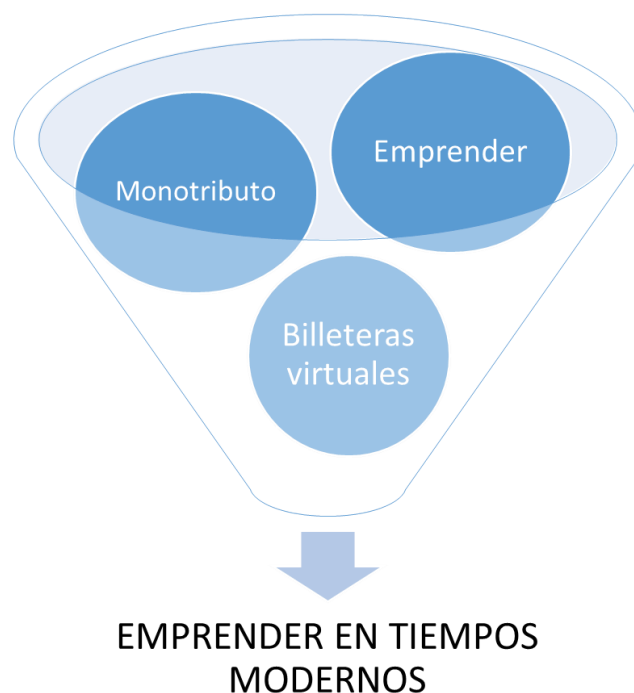 Emprender
Monotributo
Billeteras
virtuales
EMPRENDER EN TIEMPOS
MODERNOS